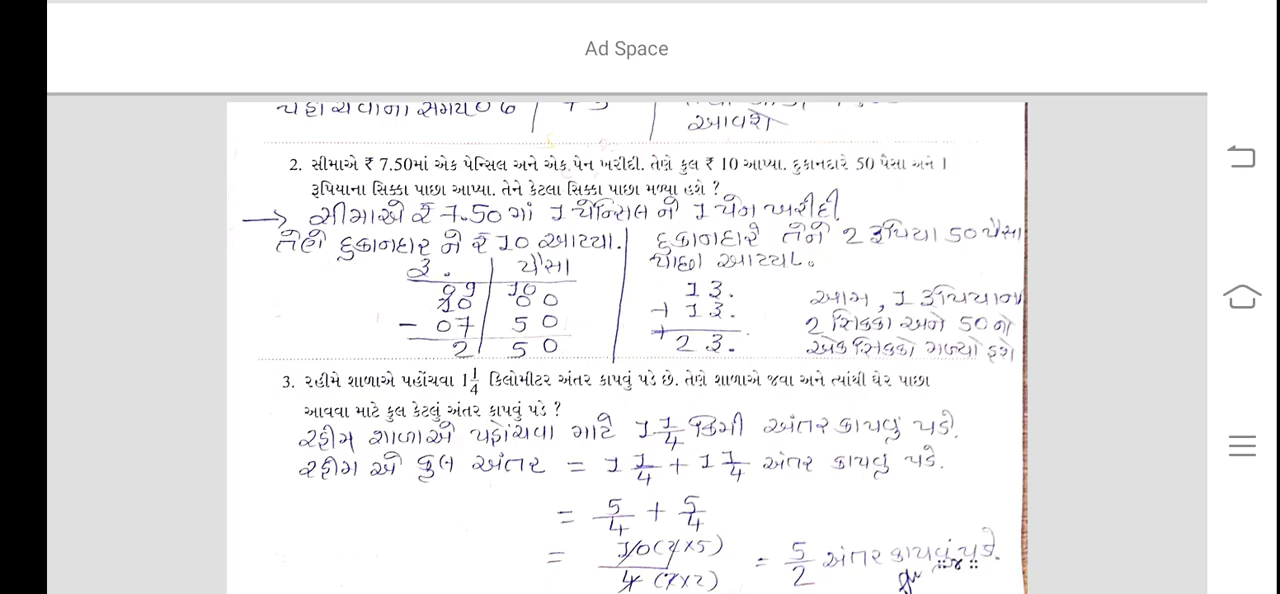 Ad Space
પહોંચવાના સમય
આવશે
2. સીમાએ ₹ 7.50માં એક પેન્સિલ અને એક પેન ખરીદી. તેણે કુલ ₹ 10 આપ્યા. દુકાનદારે 50 પૈસા અને 1
રૂપિયાના સિક્કા પાછા આપ્યા. તેને કેટલા સિક્કા પાછા મળ્યા હશે ?
→ સીમાએ ₹ 7.50 માં 1 પેન્સિલ ને 1 પેન ખરીદી.
તેણે દુકાનદાર ને ₹ 10 આપ્યા.
રૂ. | પૈસા
09 | 10
10 | 00
- 07 | 50
2 | 50
દુકાનદારે તેને 2 રૂપિયા 50 પૈસા
પાછા આપ્યા.
1 રૂ.
+ 1 રૂ.
2 રૂ.
આમ, 1 રૂપિયાના
2 સિક્કા અને 50 નો
એક સિક્કો મળ્યો હશે
3. રહીમે શાળાએ પહોંચવા 1 1/4 કિલોમીટર અંતર કાપવું પડે છે. તેણે શાળાએ જવા અને ત્યાંથી ઘેર પાછા
આવવા માટે કુલ કેટલું અંતર કાપવું પડે ?
રહીમ શાળાએ પહોંચવા માટે 1 1/4 કિમી અંતર કાપવું પડે.
રહીમ એ કુલ અંતર = 1 1/4 + 1 1/4 અંતર કાપવું પડે.
= 5/4 + 5/4
= 10 (2×5) / 4 (2×2) = 5/2 અંતર કાપવું પડે.